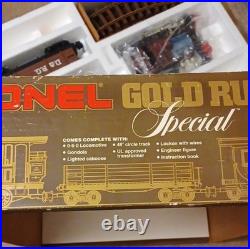 D & R G
ONEL GOLD RU
Special
COMES COMPLETE WITH:
• 0-6-0 Locomotive
• Gondola
• Lighted caboose
• 48" circle track
• UL approved transformer
• Lockon with wires
• Engineer figure
• Instruction book